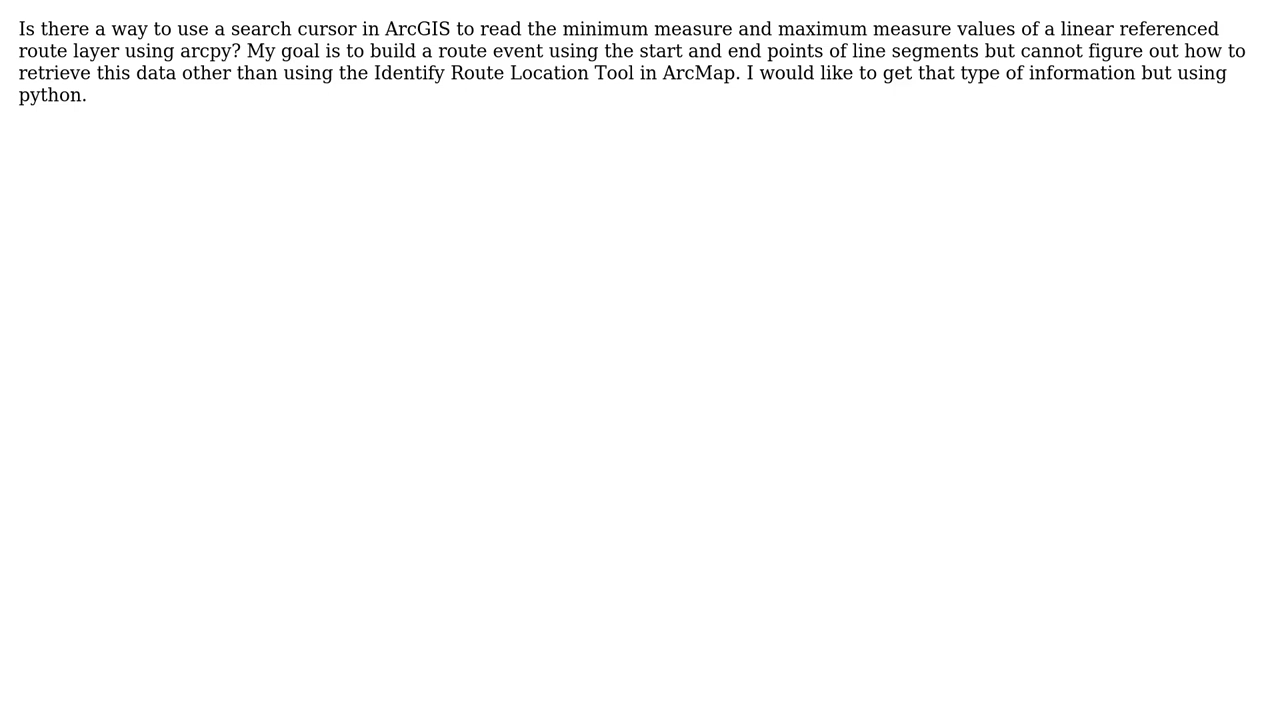 Is there a way to use a search cursor in ArcGIS to read the minimum measure and maximum measure values of a linear referenced
route layer using arcpy? My goal is to build a route event using the start and end points of line segments but cannot figure out how to
retrieve this data other than using the Identify Route Location Tool in ArcMap. I would like to get that type of information but using
python.